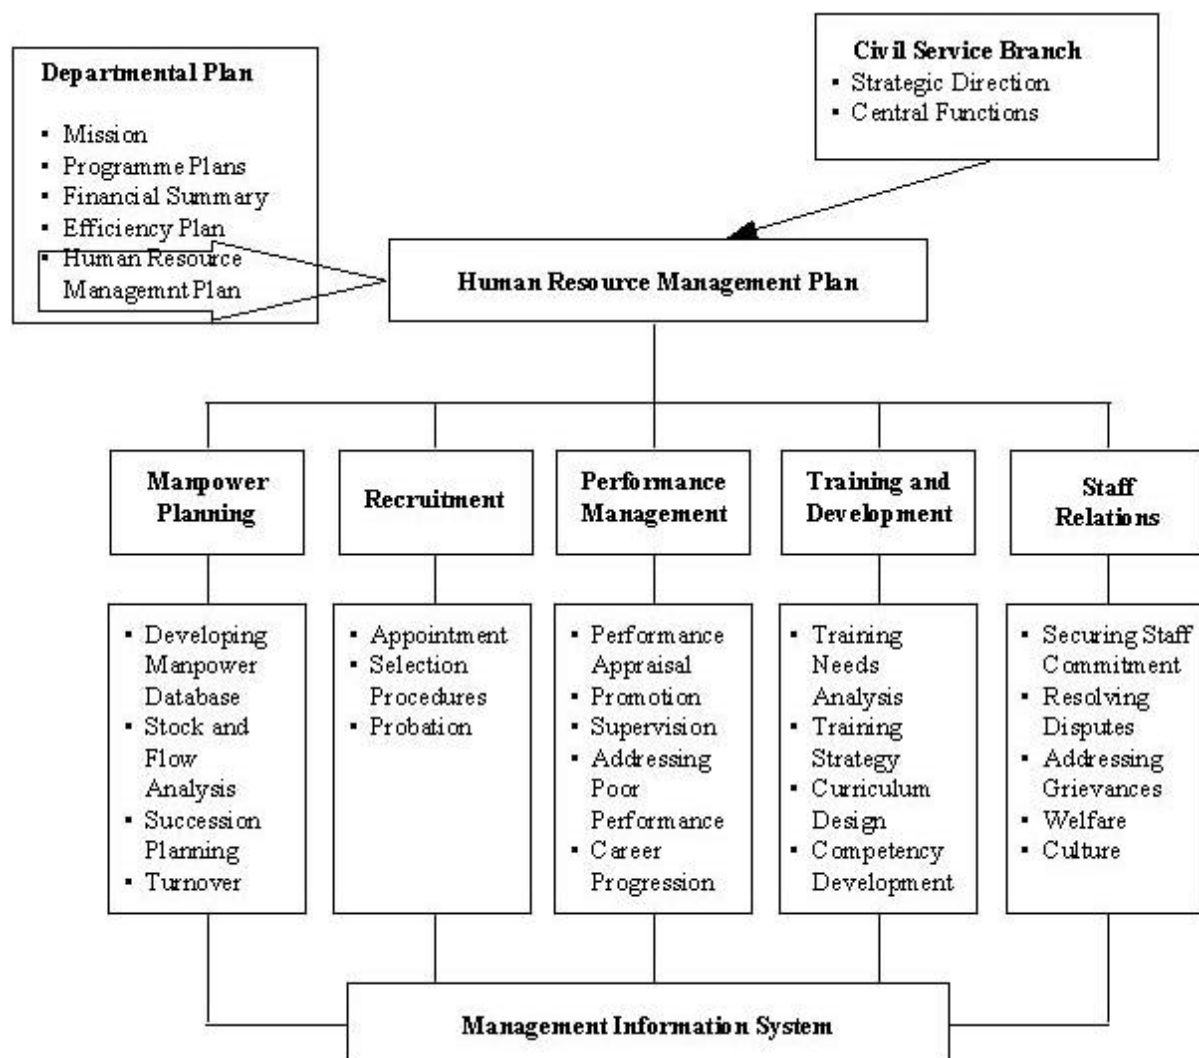 Departmental Plan
▪ Mission
▪ Programme Plans
▪ Financial Summary
▪ Efficiency Plan
▪ Human Resource
Managemnt Plan
Civil Service Branch
▪ Strategic Direction
▪ Central Functions
Human Resource Management Plan
Manpower
Planning
Recruitment
Performance
Management
Training and
Development
Staff
Relations
▪ Developing
Manpower
Database
▪ Stock and
Flow
Analysis
▪ Succession
Planning
▪ Turnover
▪ Appointment
▪ Selection
Procedures
▪ Probation
▪ Performance
Appraisal
▪ Promotion
▪ Supervision
▪ Addressing
Poor
Performance
▪ Career
Progression
▪ Training
Needs
Analysis
▪ Training
Strategy
▪ Curriculum
Design
▪ Competency
Development
▪ Securing Staff
Commitment
▪ Resolving
Disputes
▪ Addressing
Grievances
▪ Welfare
▪ Culture
Management Information System